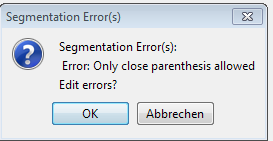 Segmentation Error(s)
Segmentation Error(s):
Error: Only close parenthesis allowed
Edit errors?
OK Abbrechen